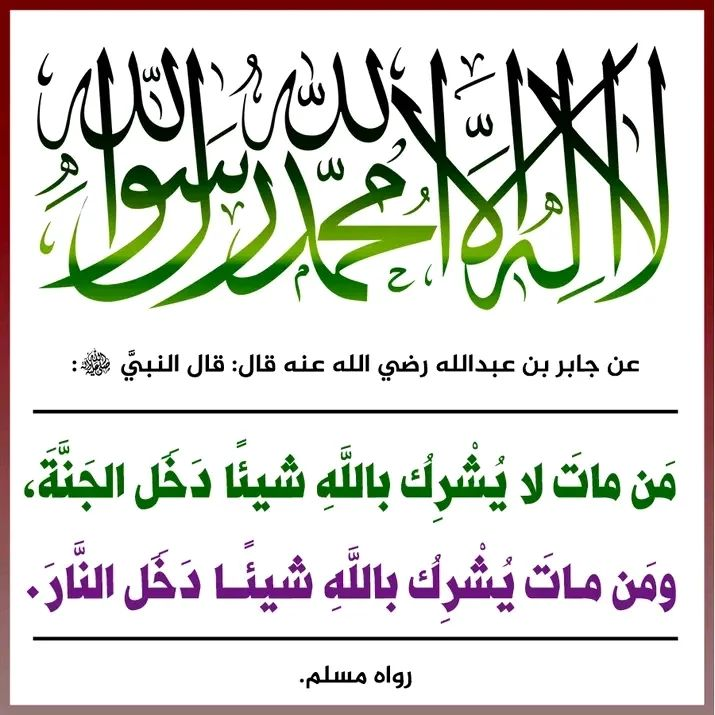 لا إله إلا الله محمد رسول الله
عن جابر بن عبدالله رضي الله عنه قال: قال النبيَّ ﷺ:
مَن ماتَ لا يُشْرِكُ باللَّهِ شيئًا دَخَل الجَنَّةَ،
ومَن ماتَ يُشْرِكُ باللَّهِ شيئًـا دَخَل النَّارَ.
رواه مسلم.